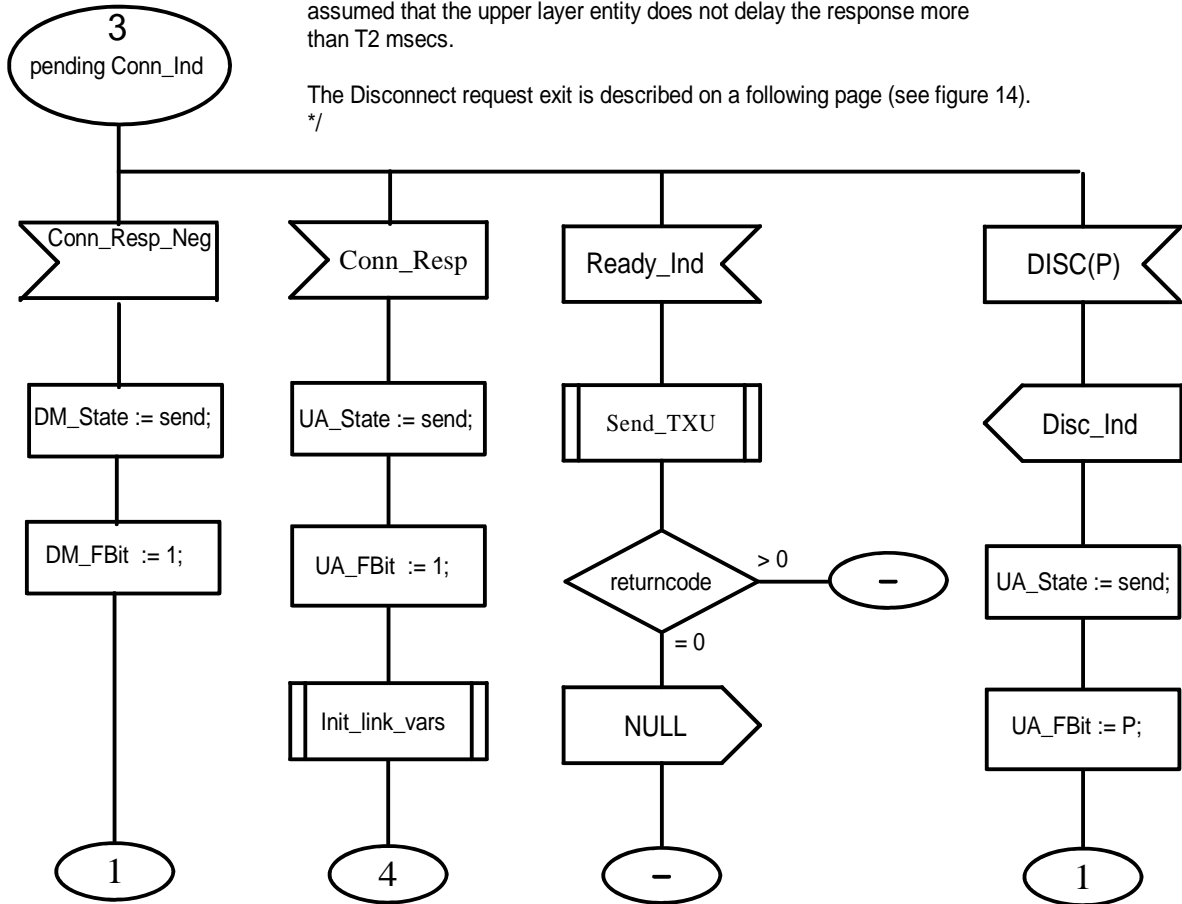 assumed that the upper layer entity does not delay the response more
than T2 msecs.
The Disconnect request exit is described on a following page (see figure 14).
*/
3
pending Conn_Ind
Conn_Resp_Neg
Conn_Resp
Ready_Ind
DISC(P)
DM_State := send;
UA_State := send;
Send_TXU
Disc_Ind
DM_FBit := 1;
UA_FBit := 1;
returncode
> 0
–
= 0
UA_State := send;
Init_link_vars
NULL
UA_FBit := P;
1
4
–
1